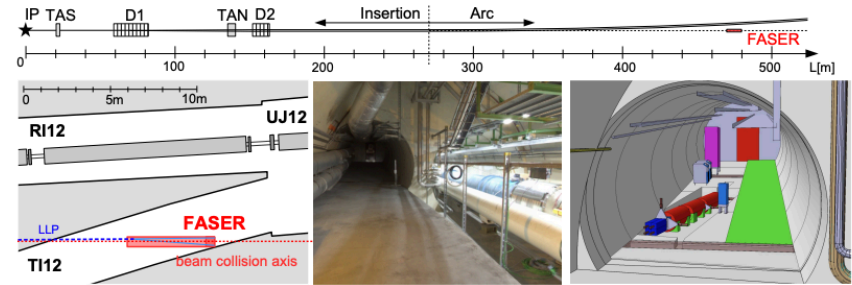 IP TAS D1 TAN D2 Insertion Arc
FASER
0 100 200 300 400 500 L[m]
0 5m 10m
RI12 UJ12
LLP FASER
TI12 beam collision axis